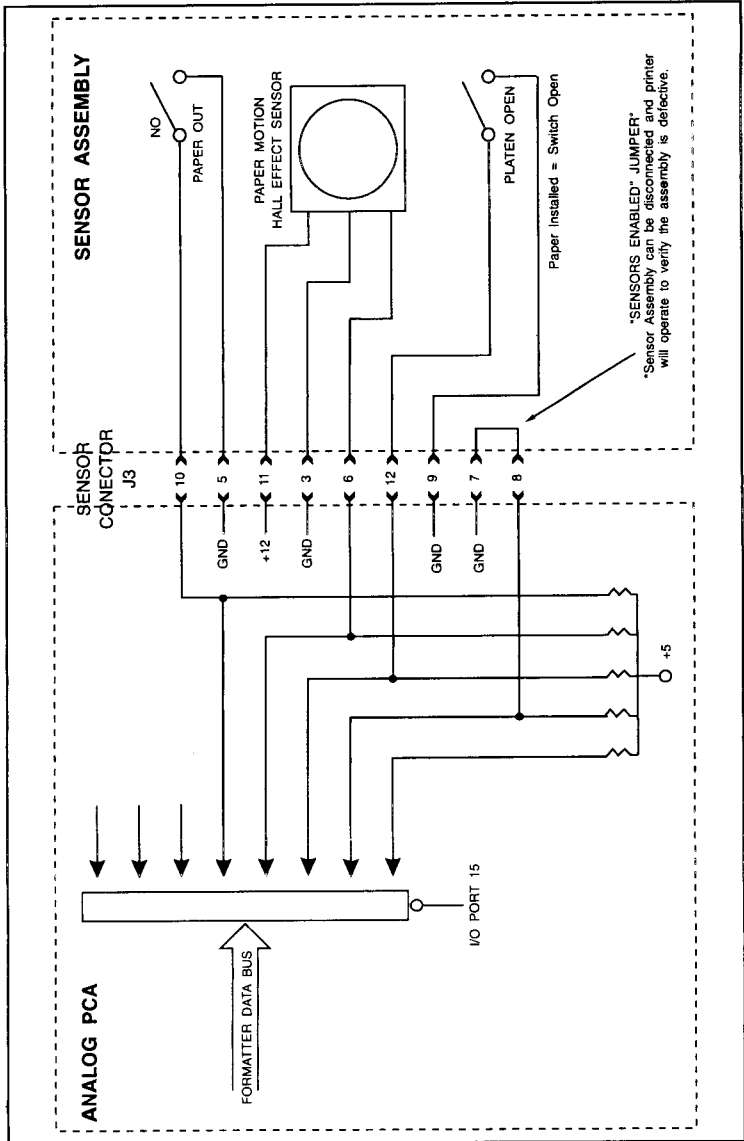 SENSOR ASSEMBLY
NO
PAPER OUT
PAPER MOTION
HALL EFFECT SENSOR
PLATEN OPEN
Paper Installed = Switch Open
"SENSORS ENABLED" JUMPER*
*Sensor Assembly can be disconnected and printer
will operate to verify the assembly is defective.
SENSOR
CONECTOR
J3
10
5
11
3
6
12
9
7
8
GND
+12
GND
GND
GND
+5
I/O PORT 15
FORMATTER DATA BUS
ANALOG PCA